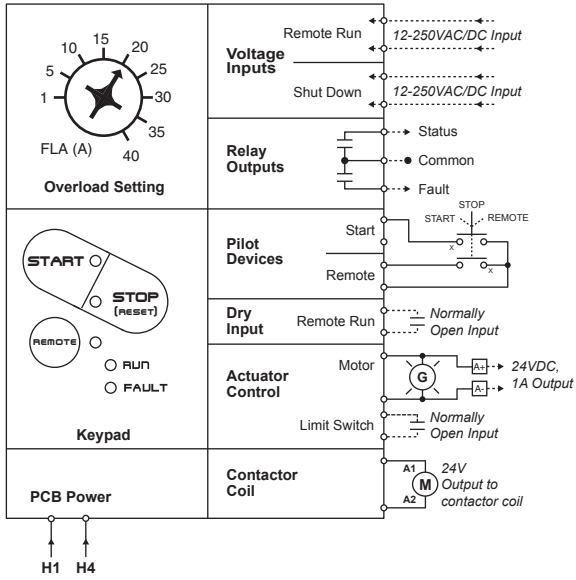 15
10
20
5
25
1
30
35
40
FLA (A)
Overload Setting
Voltage
Inputs
Remote Run
12-250VAC/DC Input
Shut Down
12-250VAC/DC Input
Relay
Outputs
Status
Common
Fault
START
STOP
(RESET)
REMOTE
RUN
FAULT
Keypad
Pilot
Devices
Start
Remote
STOP
START
REMOTE
x
x
Dry
Input
Remote Run
Normally
Open Input
Actuator
Control
Motor
G
A+
A-
24VDC,
1A Output
Limit Switch
Normally
Open Input
PCB Power
Contactor
Coil
A1
M
A2
24V
Output to
contactor coil
H1 H4